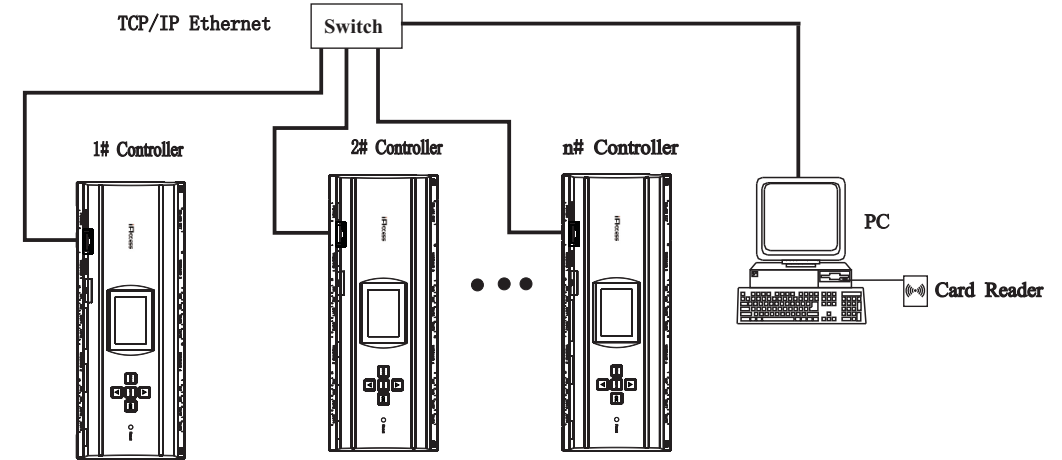 TCP/IP Ethernet
Switch
1# Controller
2# Controller
n# Controller
PC
Card Reader